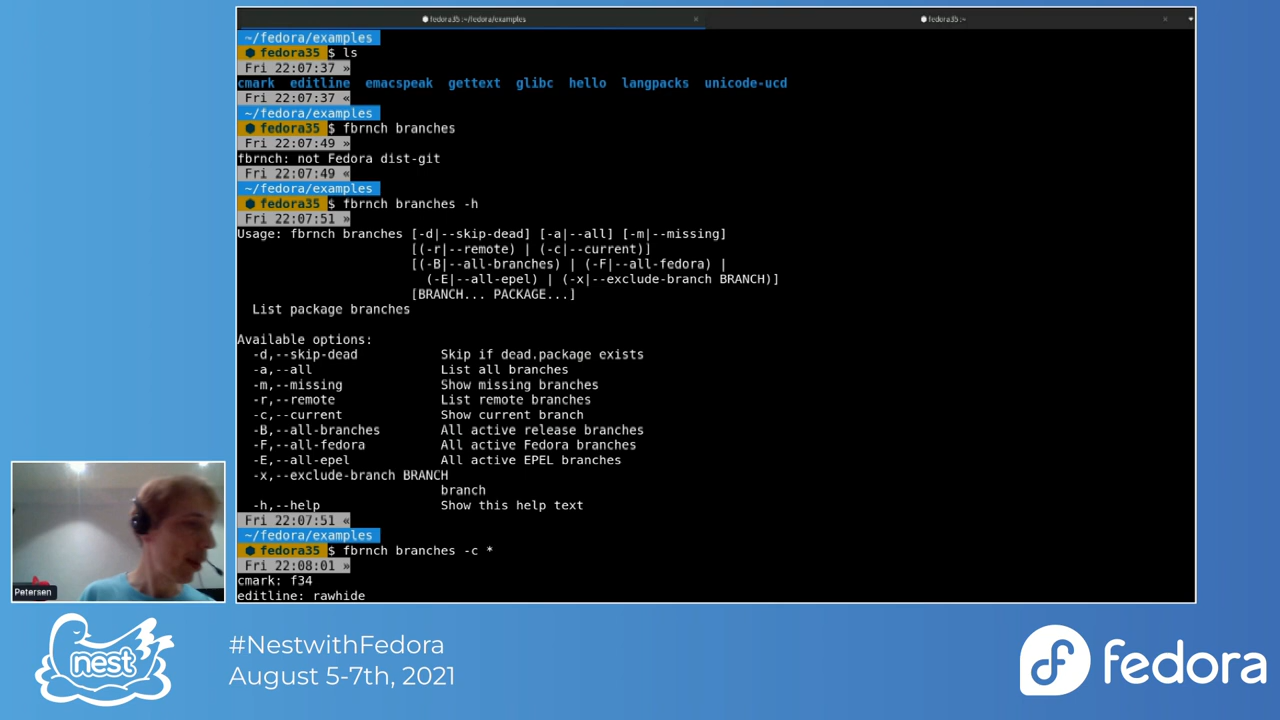 fedora35:~/fedora/examples × fedora35:~ ×
~/fedora/examples
fedora35 $ ls
Fri 22:07:37 »
cmark editline emacspeak gettext glibc hello langpacks unicode-ucd
Fri 22:07:37 «
~/fedora/examples
fedora35 $ fbrnch branches
Fri 22:07:49 »
fbrnch: not Fedora dist-git
Fri 22:07:49 «
~/fedora/examples
fedora35 $ fbrnch branches -h
Fri 22:07:51 »
Usage: fbrnch branches [-d|--skip-dead] [-a|--all] [-m|--missing]
[(-r|--remote) | (-c|--current)]
[(-B|--all-branches) | (-F|--all-fedora) |
(-E|--all-epel) | (-x|--exclude-branch BRANCH)]
[BRANCH... PACKAGE...]
List package branches
Available options:
-d,--skip-dead Skip if dead.package exists
-a,--all List all branches
-m,--missing Show missing branches
-r,--remote List remote branches
-c,--current Show current branch
-B,--all-branches All active release branches
-F,--all-fedora All active Fedora branches
-E,--all-epel All active EPEL branches
-x,--exclude-branch BRANCH
branch
-h,--help Show this help text
Fri 22:07:51 «
~/fedora/examples
fedora35 $ fbrnch branches -c *
Fri 22:08:01 »
cmark: f34
editline: rawhide
Petersen
nest
#NestwithFedora
August 5-7th, 2021
fedora